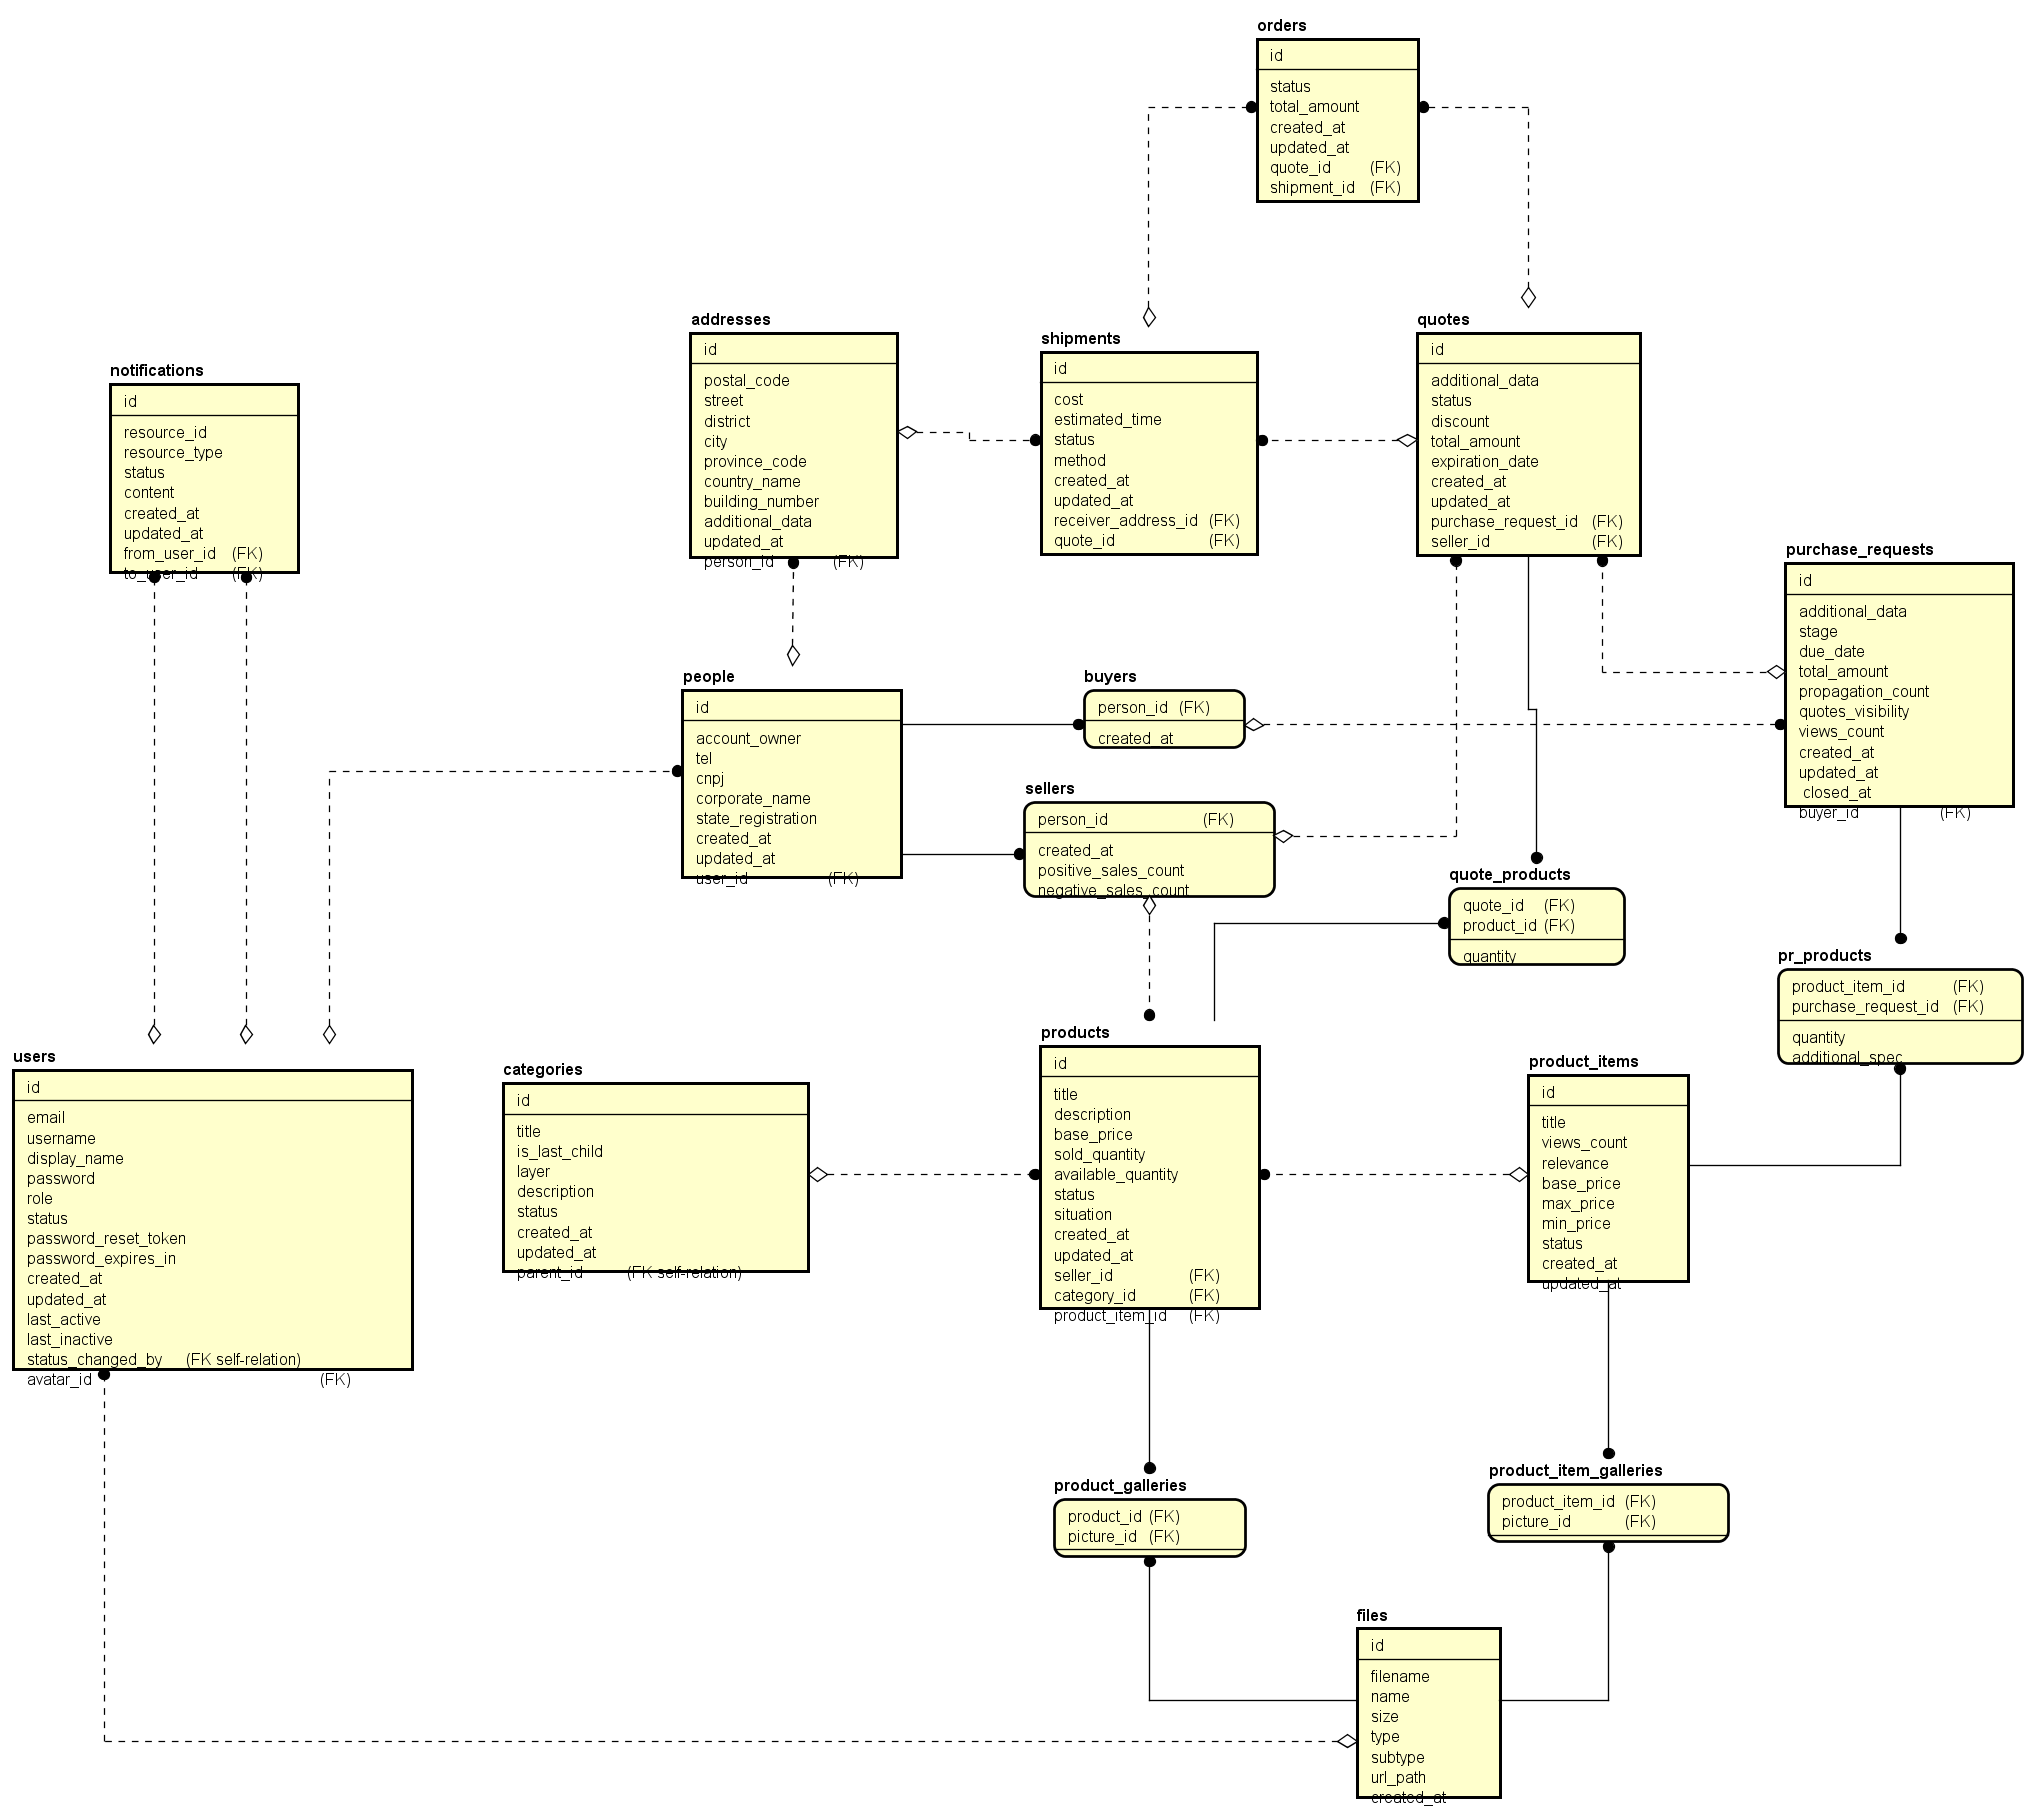 orders
id
status
total_amount
created_at
updated_at
quote_id (FK)
shipment_id (FK)
addresses
id
postal_code
street
district
city
province_code
country_name
building_number
additional_data
updated_at
person_id (FK)
shipments
id
cost
estimated_time
status
method
created_at
updated_at
receiver_address_id (FK)
quote_id (FK)
quotes
id
additional_data
status
discount
total_amount
expiration_date
created_at
updated_at
purchase_request_id (FK)
seller_id (FK)
notifications
id
resource_id
resource_type
status
content
created_at
updated_at
from_user_id (FK)
to_user_id (FK)
purchase_requests
id
additional_data
stage
due_date
total_amount
propagation_count
quotes_visibility
views_count
created_at
updated_at
closed_at
buyer_id (FK)
people
id
account_owner
tel
cnpj
corporate_name
state_registration
created_at
updated_at
user_id (FK)
buyers
person_id (FK)
created_at
sellers
person_id (FK)
created_at
positive_sales_count
negative_sales_count
quote_products
quote_id (FK)
product_id (FK)
quantity
pr_products
product_item_id (FK)
purchase_request_id (FK)
quantity
additional_spec
users
id
email
username
display_name
password
role
status
password_reset_token
password_expires_in
created_at
updated_at
last_active
last_inactive
status_changed_by (FK self-relation)
avatar_id (FK)
categories
id
title
is_last_child
layer
description
status
created_at
updated_at
parent_id (FK self-relation)
products
id
title
description
base_price
sold_quantity
available_quantity
status
situation
created_at
updated_at
seller_id (FK)
category_id (FK)
product_item_id (FK)
product_items
id
title
views_count
relevance
base_price
max_price
min_price
status
created_at
updated_at
product_galleries
product_id (FK)
picture_id (FK)
product_item_galleries
product_item_id (FK)
picture_id (FK)
files
id
filename
name
size
type
subtype
url_path
created_at